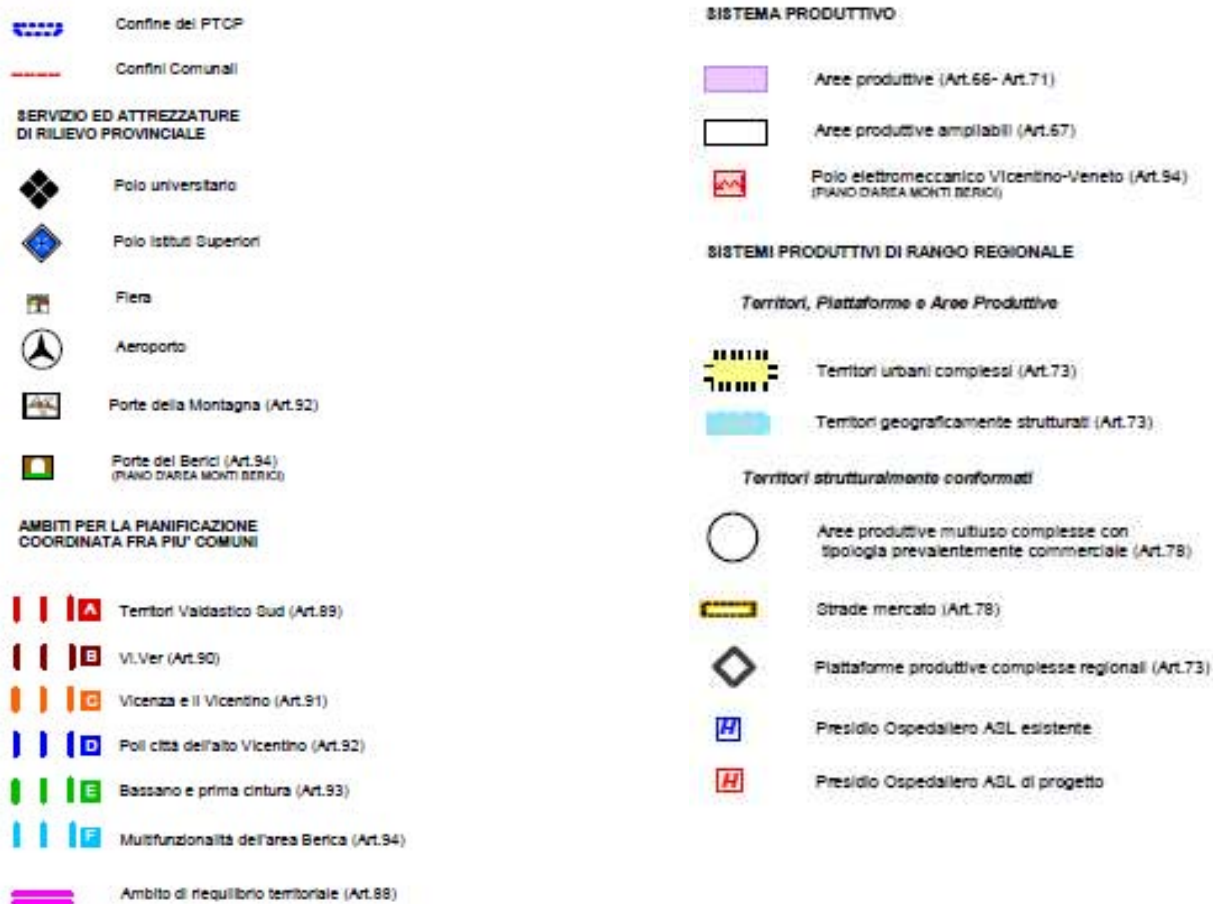 Confine del PTCP
Confini Comunali
SERVIZIO ED ATTREZZATURE
DI RILIEVO PROVINCIALE
Polo universitario
Polo Istituti Superiori
Fiera
Aeroporto
Porte della Montagna (Art.92)
Porte dei Berici (Art.94)
(PIANO D'AREA MONTI BERICI)
AMBITI PER LA PIANIFICAZIONE
COORDINATA FRA PIU' COMUNI
A Territori Valdastico Sud (Art.89)
B Vi.Ver (Art.90)
C Vicenza e il Vicentino (Art.91)
D Poli città dell'alto Vicentino (Art.92)
E Bassano e prima cintura (Art.93)
F Multifunzionalità dell'area Berica (Art.94)
Ambito di riequilibrio territoriale (Art.88)
SISTEMA PRODUTTIVO
Aree produttive (Art.66- Art.71)
Aree produttive ampliabili (Art.67)
Polo elettromeccanico Vicentino-Veneto (Art.94)
(PIANO D'AREA MONTI BERICI)
SISTEMI PRODUTTIVI DI RANGO REGIONALE
Territori, Piattaforme e Aree Produttive
Territori urbani complessi (Art.73)
Territori geograficamente strutturati (Art.73)
Territori strutturalmente conformati
Aree produttive multiuso complesse con
tipologia prevalentemente commerciale (Art.78)
Strade mercato (Art.78)
Piattaforme produttive complesse regionali (Art.73)
H Presidio Ospedaliero ASL esistente
H Presidio Ospedaliero ASL di progetto